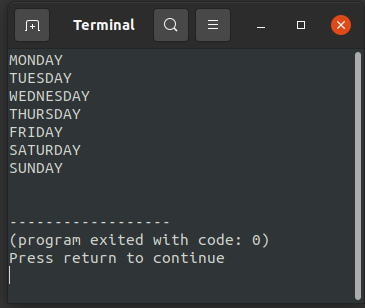 Terminal
MONDAY
TUESDAY
WEDNESDAY
THURSDAY
FRIDAY
SATURDAY
SUNDAY
------------------
(program exited with code: 0)
Press return to continue